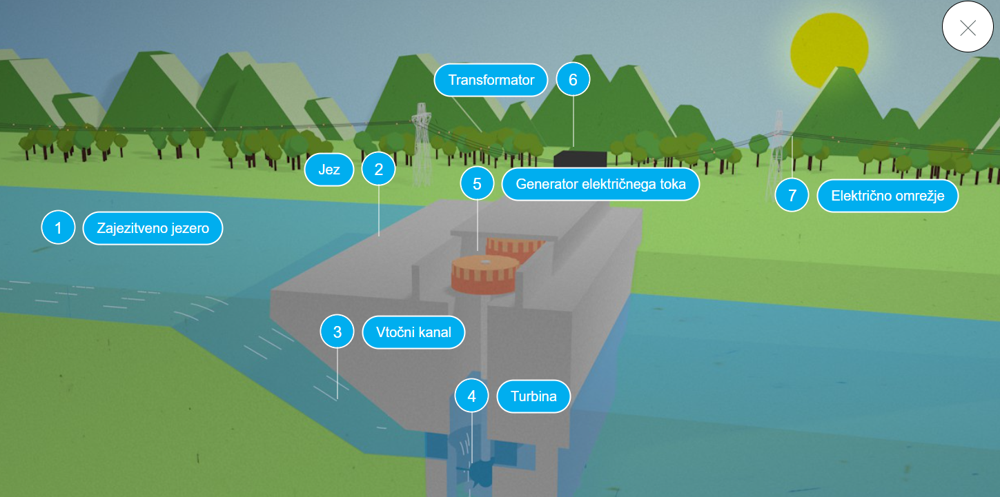 1 Zajezitveno jezero
Jez 2
3 Vtočni kanal
4 Turbina
5 Generator električnega toka
Transformator 6
7 Električno omrežje